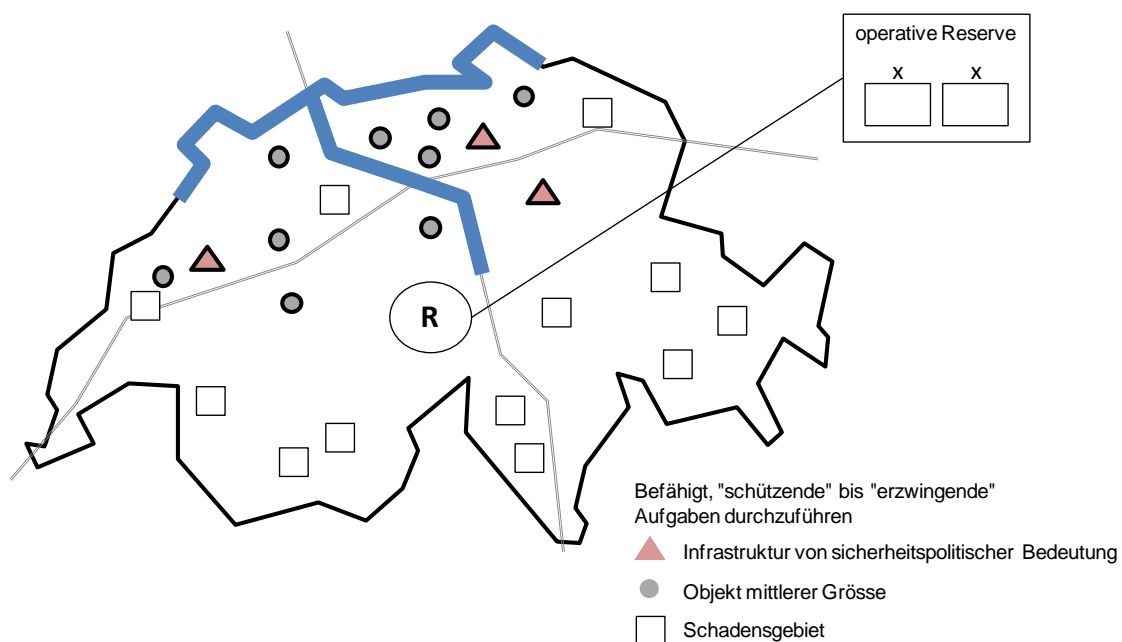 operative Reserve
x x
R
Befähigt, "schützende" bis "erzwingende"
Aufgaben durchzuführen
Infrastruktur von sicherheitspolitischer Bedeutung
Objekt mittlerer Grösse
Schadensgebiet